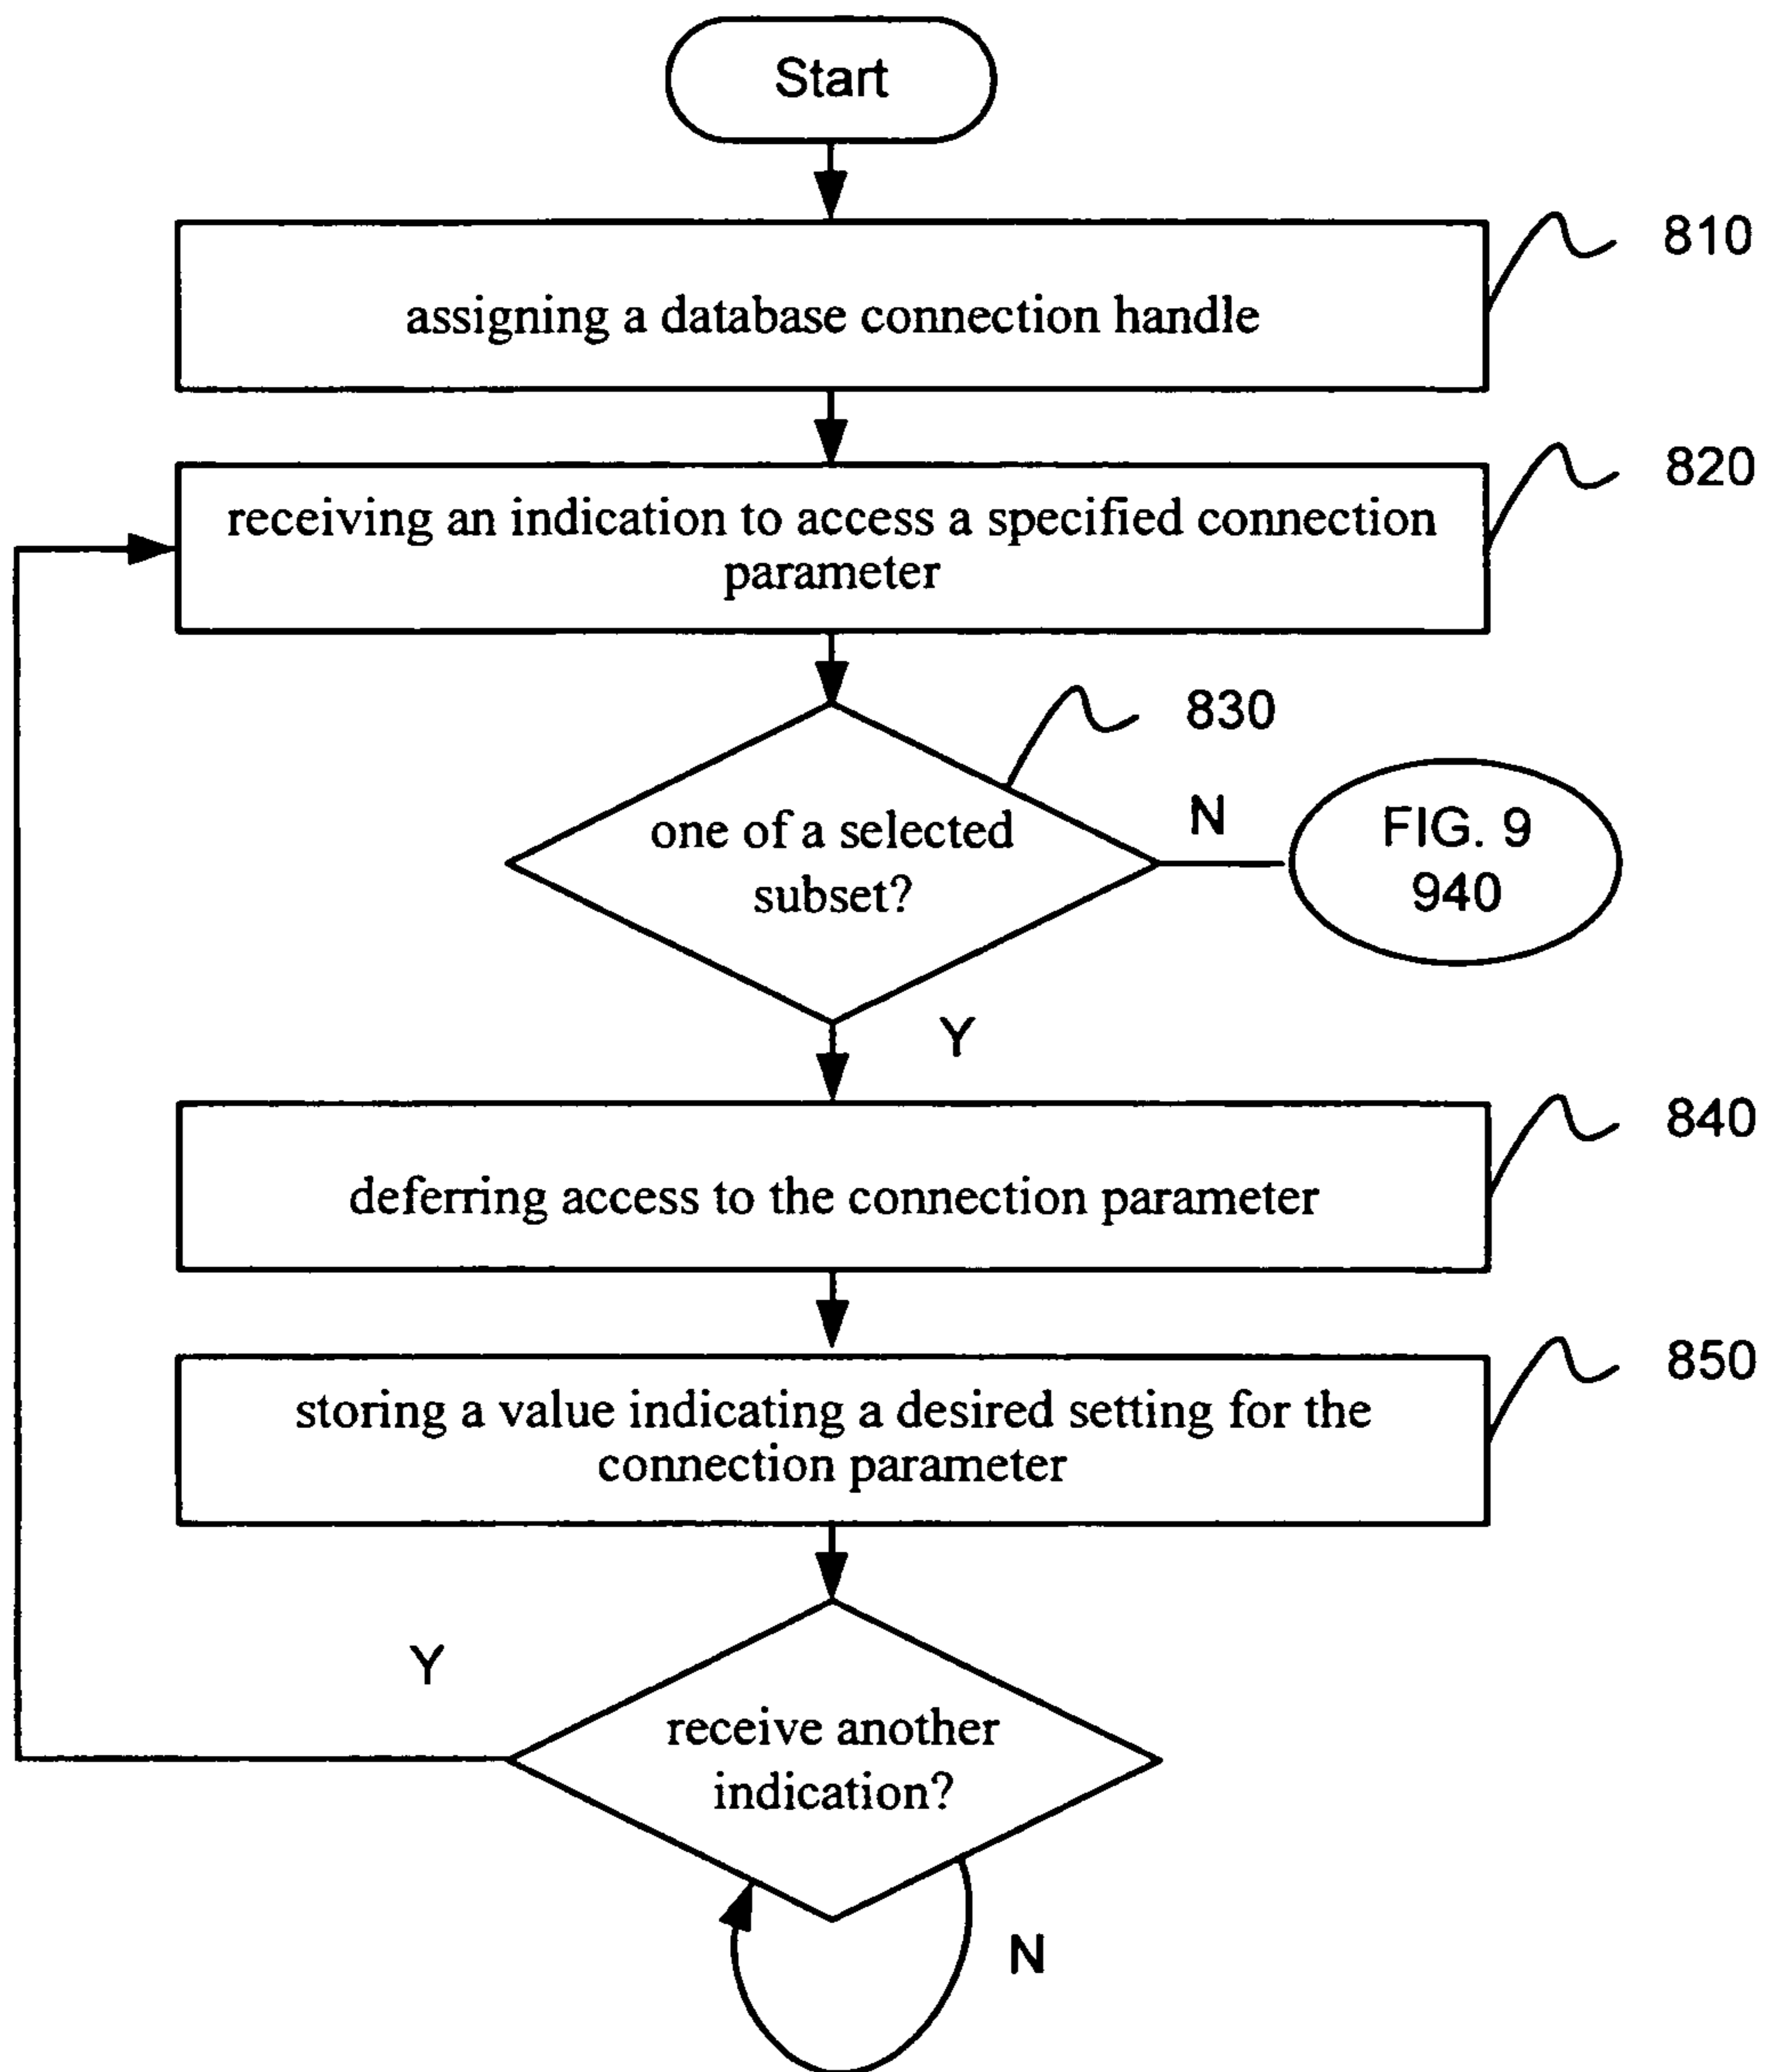 Start
810
assigning a database connection handle
820
receiving an indication to access a specified connection
parameter
830
one of a selected
subset?
N
FIG. 9
940
Y
840
deferring access to the connection parameter
850
storing a value indicating a desired setting for the
connection parameter
Y
receive another
indication?
N